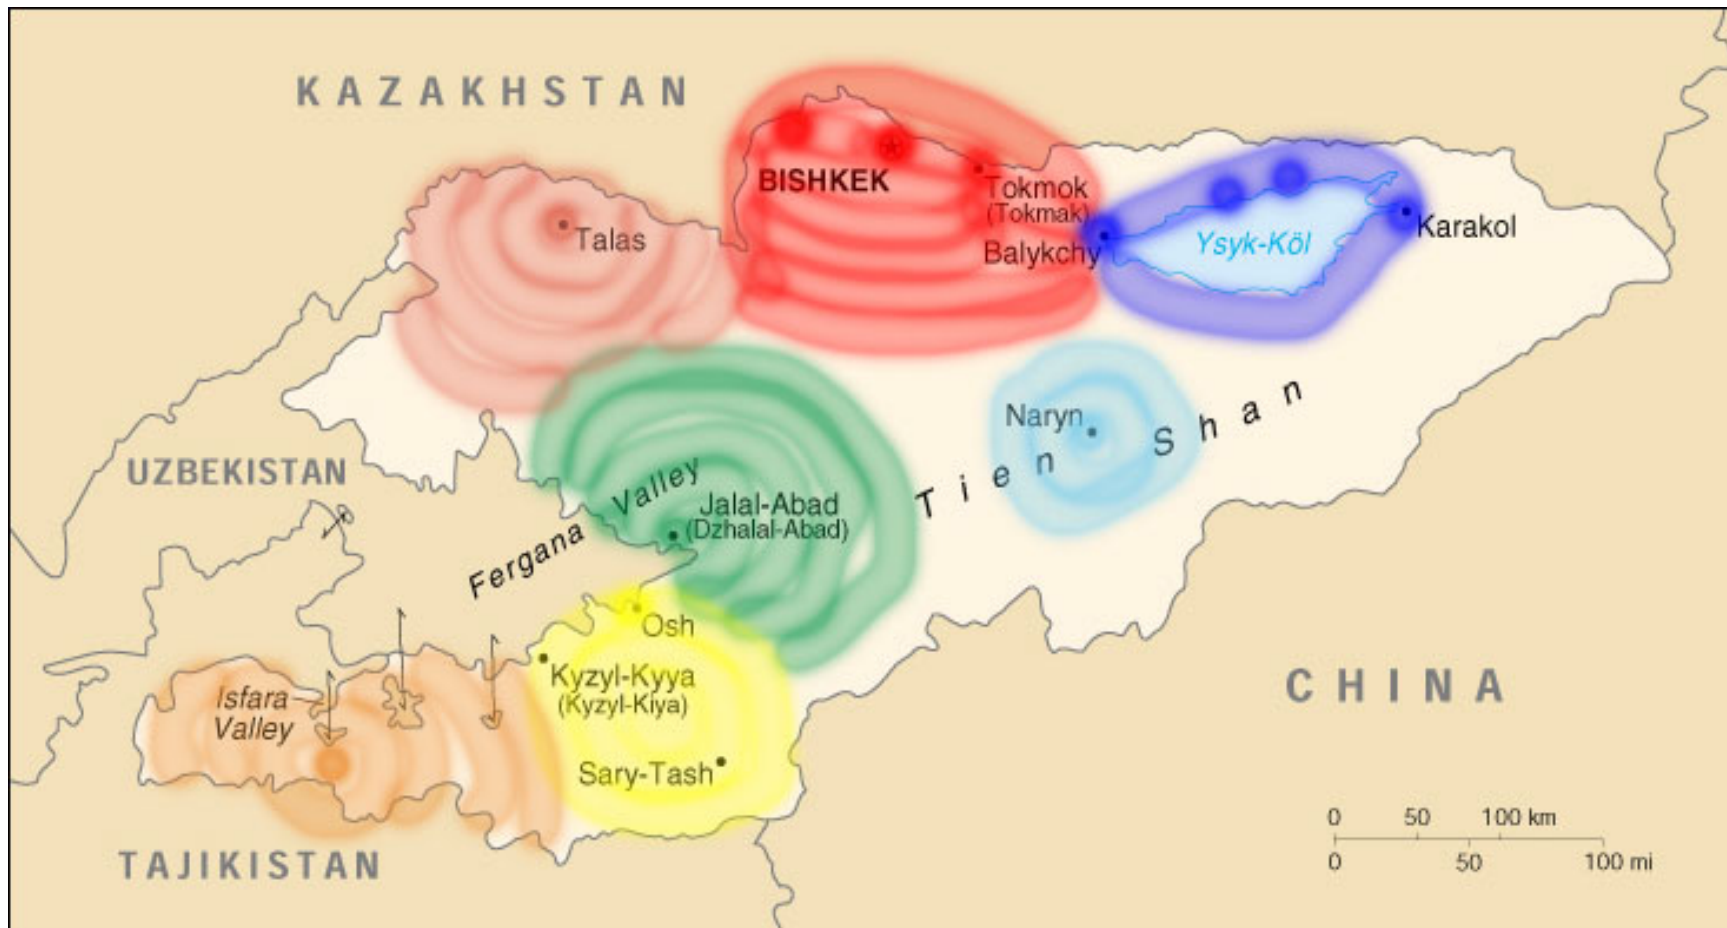 KAZAKHSTAN
BISHKEK
Tokmok
(Tokmak)
Talas
Balykchy
Ysyk-Köl
Karakol
Naryn
Tien Shan
UZBEKISTAN
Fergana Valley
Jalal-Abad
(Dzhalal-Abad)
Osh
Kyzyl-Kyya
(Kyzyl-Kiya)
Isfara
Valley
Sary-Tash
CHINA
TAJIKISTAN
0 50 100 km
0 50 100 mi